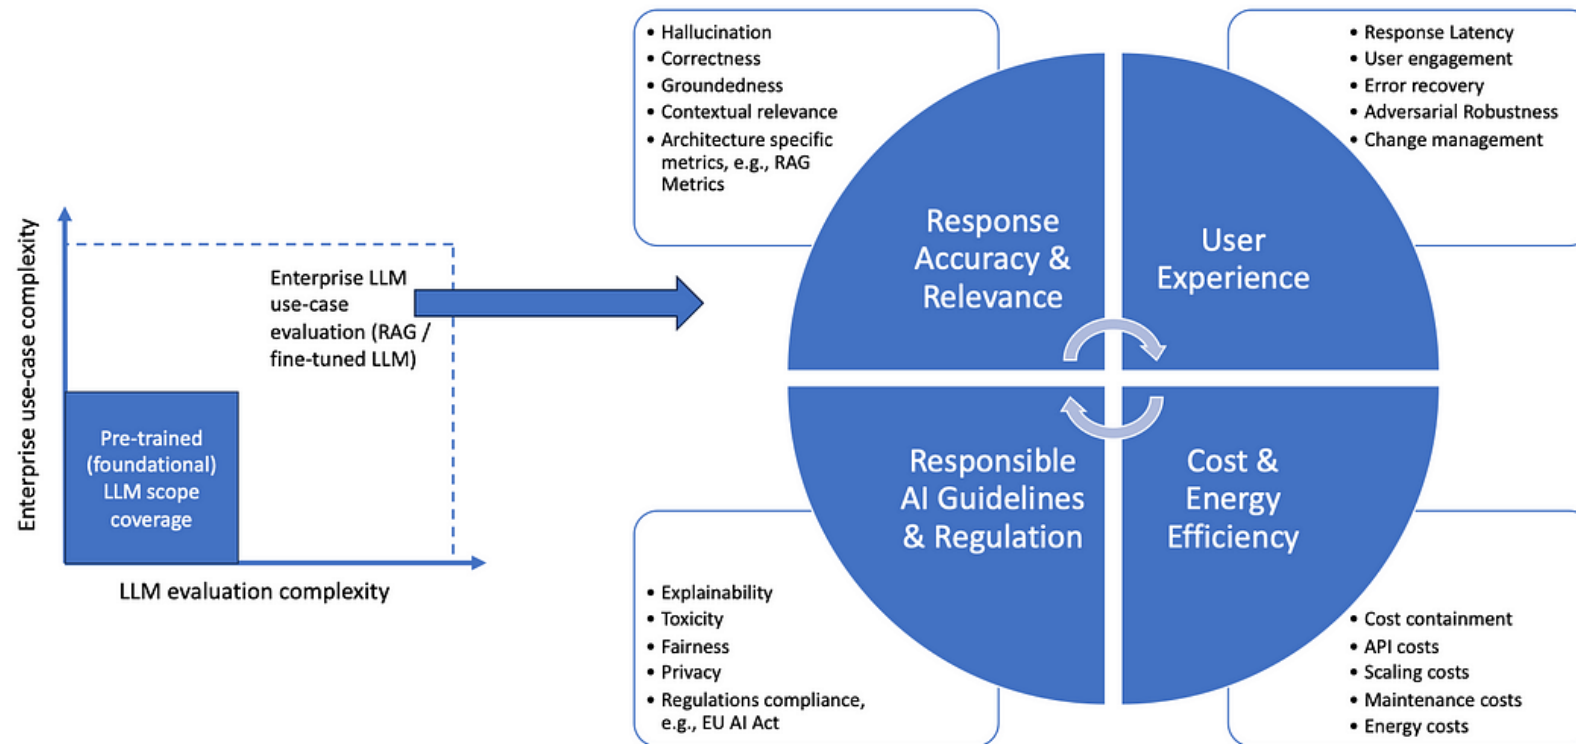 Enterprise use-case complexity
Enterprise LLM
use-case
evaluation (RAG /
fine-tuned LLM)
Pre-trained
(foundational)
LLM scope
coverage
LLM evaluation complexity
• Hallucination
• Correctness
• Groundedness
• Contextual relevance
• Architecture specific
metrics, e.g., RAG
Metrics
Response
Accuracy &
Relevance
• Response Latency
• User engagement
• Error recovery
• Adversarial Robustness
• Change management
User
Experience
Responsible
AI Guidelines
& Regulation
• Explainability
• Toxicity
• Fairness
• Privacy
• Regulations compliance,
e.g., EU AI Act
Cost &
Energy
Efficiency
• Cost containment
• API costs
• Scaling costs
• Maintenance costs
• Energy costs